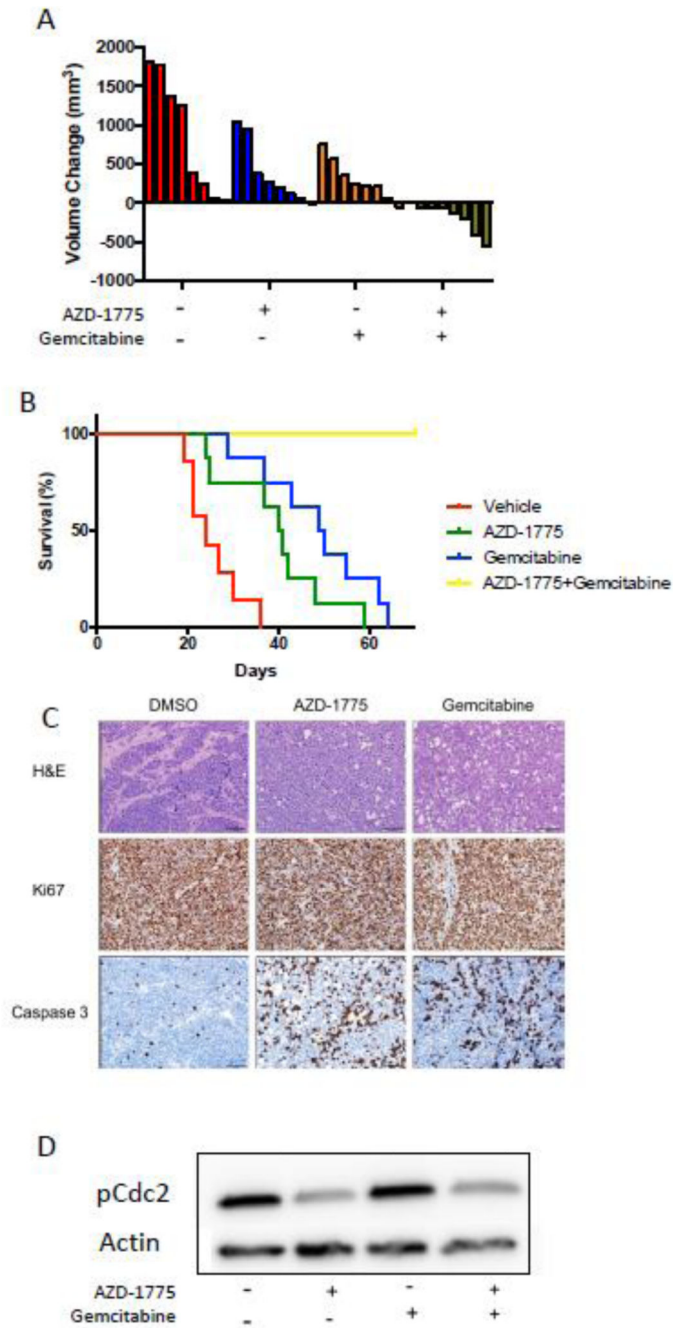 A
Volume Change (mm³)
2000
1500
1000
500
0
-500
-1000
AZD-1775 - + - +
Gemcitabine - - + +
B
Survival (%)
100
50
0
0 20 40 60
Days
Vehicle
AZD-1775
Gemcitabine
AZD-1775+Gemcitabine
C
DMSO AZD-1775 Gemcitabine
H&E
Ki67
Caspase 3
D
pCdc2
Actin
AZD-1775 - + - +
Gemcitabine - - + +